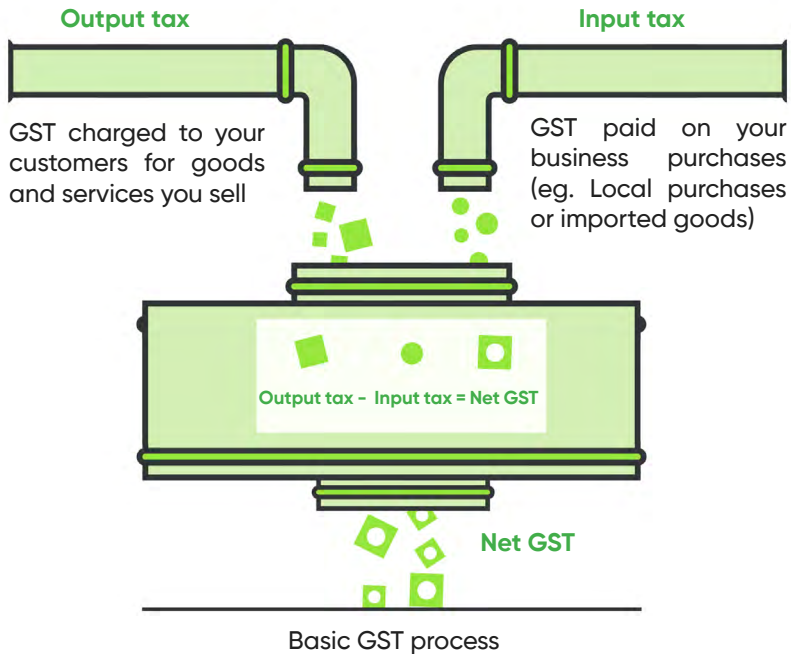 Output tax
GST charged to your
customers for goods
and services you sell
Input tax
GST paid on your
business purchases
(eg. Local purchases
or imported goods)
Output tax - Input tax = Net GST
Net GST
Basic GST process